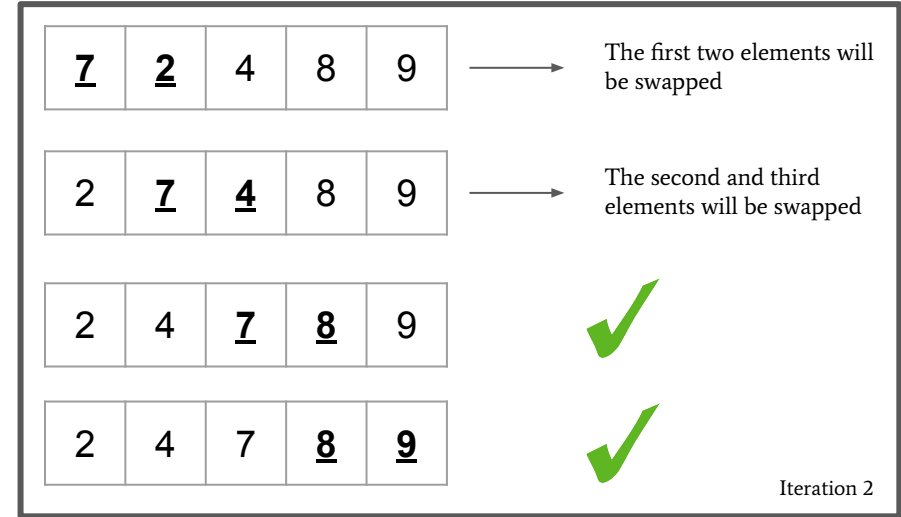 7 2 4 8 9
The first two elements will
be swapped
2 7 4 8 9
The second and third
elements will be swapped
2 4 7 8 9
2 4 7 8 9
Iteration 2